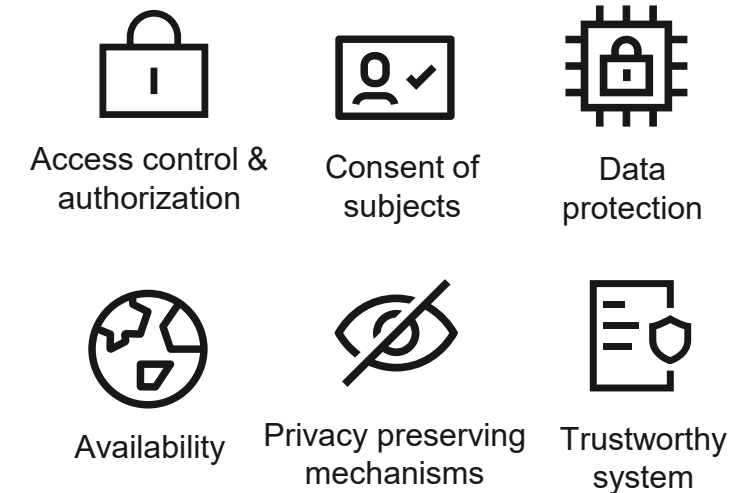 Access control &
authorization
Consent of
subjects
Data
protection
Availability
Privacy preserving
mechanisms
Trustworthy
system